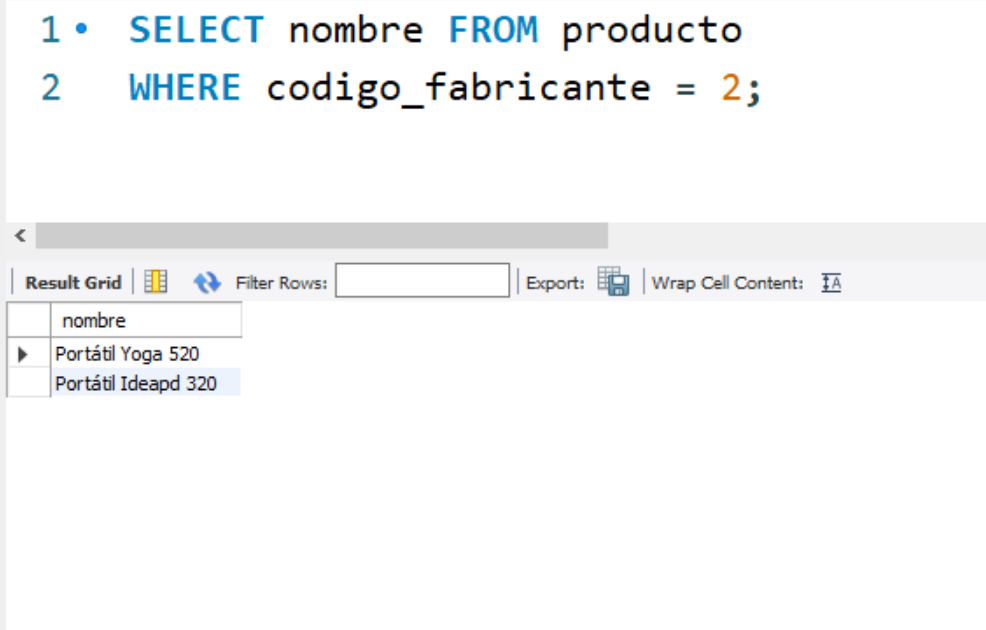 1 SELECT nombre FROM producto
2 WHERE codigo_fabricante = 2;
Result Grid Filter Rows: Export: Wrap Cell Content: IA
nombre
Portátil Yoga 520
Portátil Ideapd 320